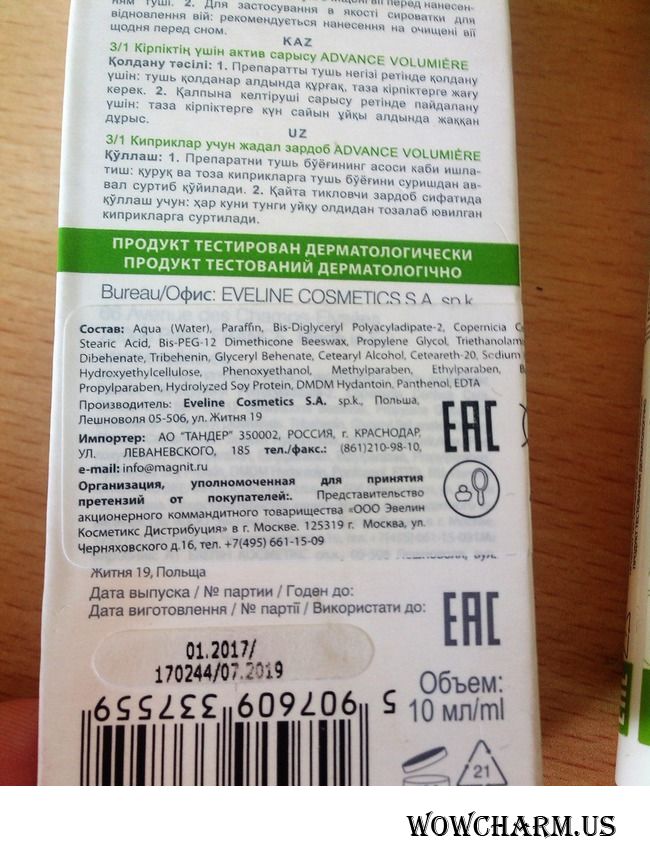 ням туші. 2. Для застосування в якості сироватки для
відновлення вій: рекомендується нанесення на очищені вії
щодня перед сном.
KAZ
3/1 Кірпіктің үшін актив сарысу ADVANCE VOLUMIÈRE
Қолдану тәсілі: 1. Препаратты тушь негізі ретінде қолдану
үшін: тушь қолданар алдында құрғақ, таза кірпіктерге жағу
керек. 2. Қалпына келтіруші сарысу ретінде пайдалану
үшін: таза кірпіктерге күн сайын ұйқы алдында жаққан
дұрыс.
UZ
3/1 Киприклар учун жадал зардоб ADVANCE VOLUMIÈRE
Қўллаш: 1. Препаратни тушь бўёғининг асоси каби ишла-
тиш: қуруқ ва тоза киприкларга тушь бўёғини суришдан ав-
вал суртиб қўйилади. 2. Қайта тикловчи зардоб сифатида
қўллаш учун: ҳар куни тунги уйқу олдидан тозалаб ювилган
киприкларга суртилади.
ПРОДУКТ ТЕСТИРОВАН ДЕРМАТОЛОГИЧЕСКИ
ПРОДУКТ ТЕСТОВАНИЙ ДЕРМАТОЛОГІЧНО
Bureau/Офис: EVELINE COSMETICS S.A. sp.k.
Состав: Aqua (Water), Paraffin, Bis-Diglyceryl Polyacyladipate-2, Copernicia
Stearic Acid, Bis-PEG-12 Dimethicone Beeswax, Propylene Glycol, Triethanolam
Dibehenate, Tribehenin, Glyceryl Behenate, Cetearyl Alcohol, Ceteareth-20, Sodium
Hydroxyethylcellulose, Phenoxyethanol, Methylparaben, Ethylparaben,
Propylparaben, Hydrolyzed Soy Protein, DMDM Hydantoin, Panthenol, EDTA
Производитель: Eveline Cosmetics S.A. sp.k., Польша,
Лешноволя 05-506, ул. Житня 19
Импортер: АО "ТАНДЕР" 350002, РОССИЯ, г. КРАСНОДАР,
УЛ. ЛЕВАНЕВСКОГО, 185 тел./факс.: (861)210-98-10,
e-mail: info@magnit.ru
Организация, уполномоченная для принятия
претензий от покупателей:. Представительство
акционерного коммандитного товарищества «ООО Эвелин
Косметикс Дистрибуция» в г. Москве. 125319 г. Москва, ул.
Черняховского д.16, тел. +7(495) 661-15-09
EAC
Житня 19, Польща
Дата выпуска / № партии / Годен до:
Дата виготовлення / № партії / Використати до:
EAC
01.2017/
170244/07.2019
5 907609 337559
Объем:
10 мл/ml
21
WOWCHARM.US